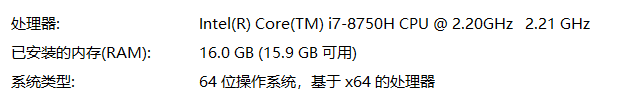 处理器: Intel(R) Core(TM) i7-8750H CPU @ 2.20GHz 2.21 GHz
已安装的内存(RAM): 16.0 GB (15.9 GB 可用)
系统类型: 64 位操作系统，基于 x64 的处理器